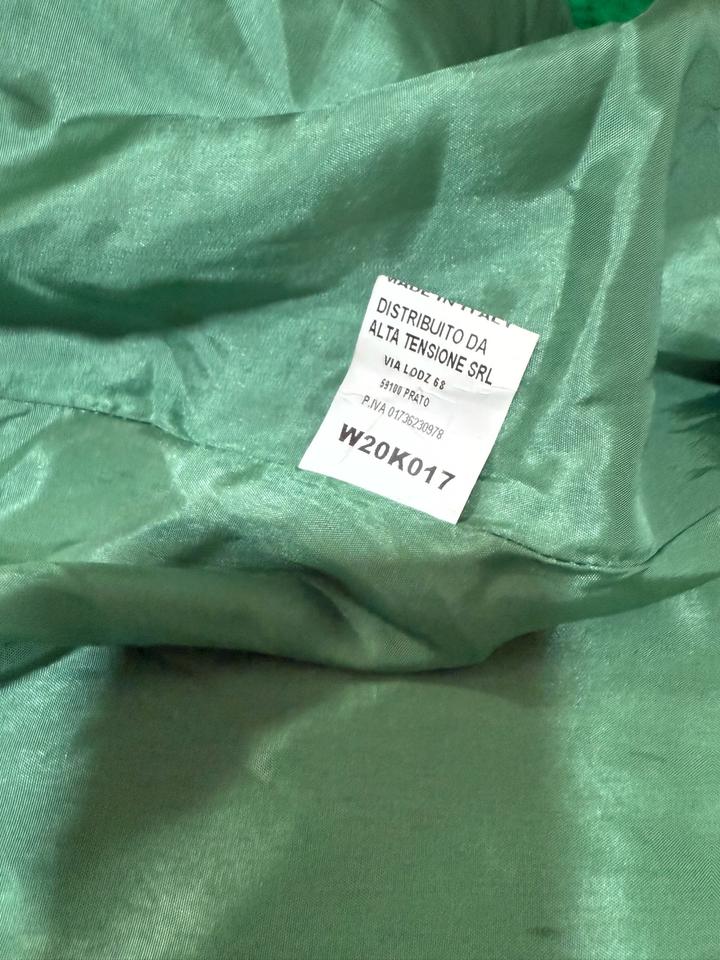 MADE IN ITALY
DISTRIBUITO DA
ALTA TENSIONE SRL
VIA LODZ 68
59100 PRATO
P.IVA 01736230978
W20K017